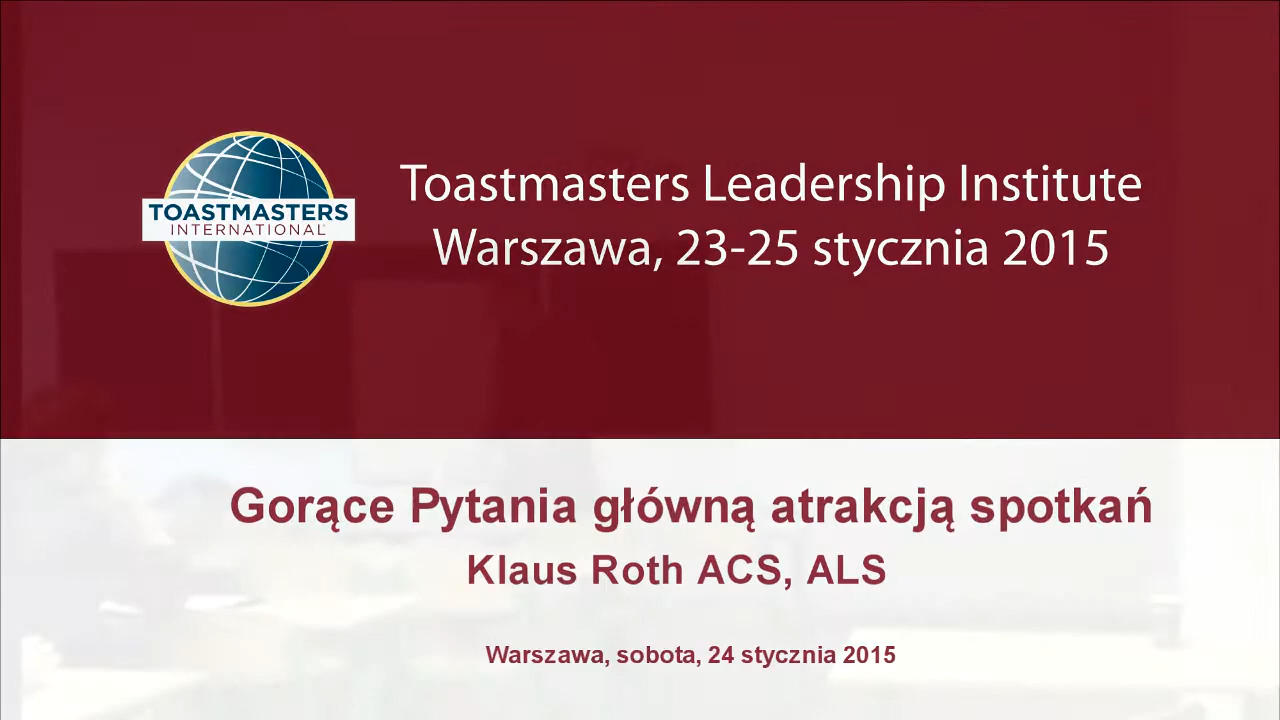 TOASTMASTERS
INTERNATIONAL
Toastmasters Leadership Institute
Warszawa, 23-25 stycznia 2015
Gorące Pytania główną atrakcją spotkań
Klaus Roth ACS, ALS
Warszawa, sobota, 24 stycznia 2015